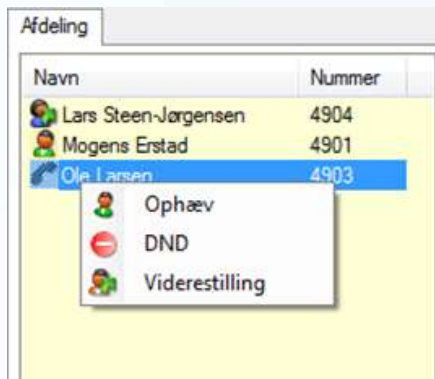 Afdeling
Navn Nummer
Lars Steen-Jørgensen 4904
Mogens Erstad 4901
Ole Larsen 4903
Ophæv
DND
Viderestilling